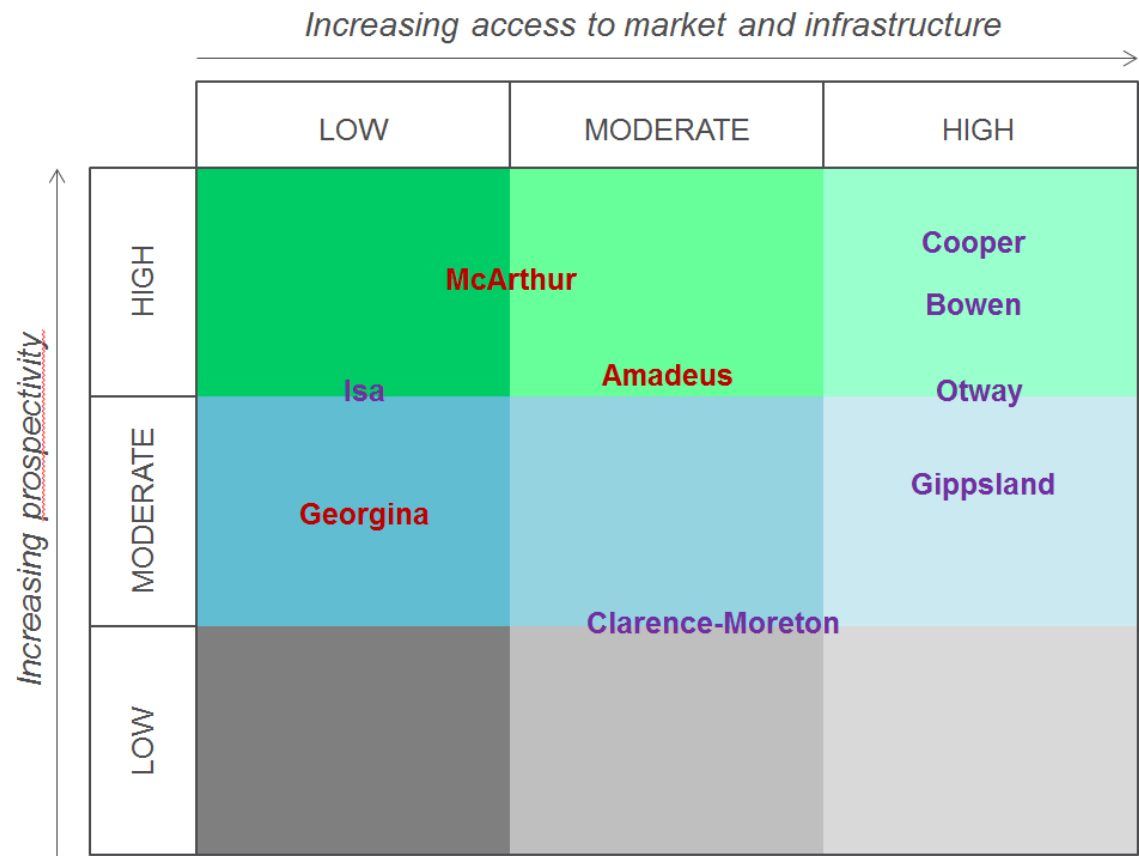 Increasing access to market and infrastructure
LOW
MODERATE
HIGH
Increasing prospectivity
HIGH
MODERATE
LOW
Cooper
McArthur
Bowen
Amadeus
Isa
Otway
Gippsland
Georgina
Clarence-Moreton